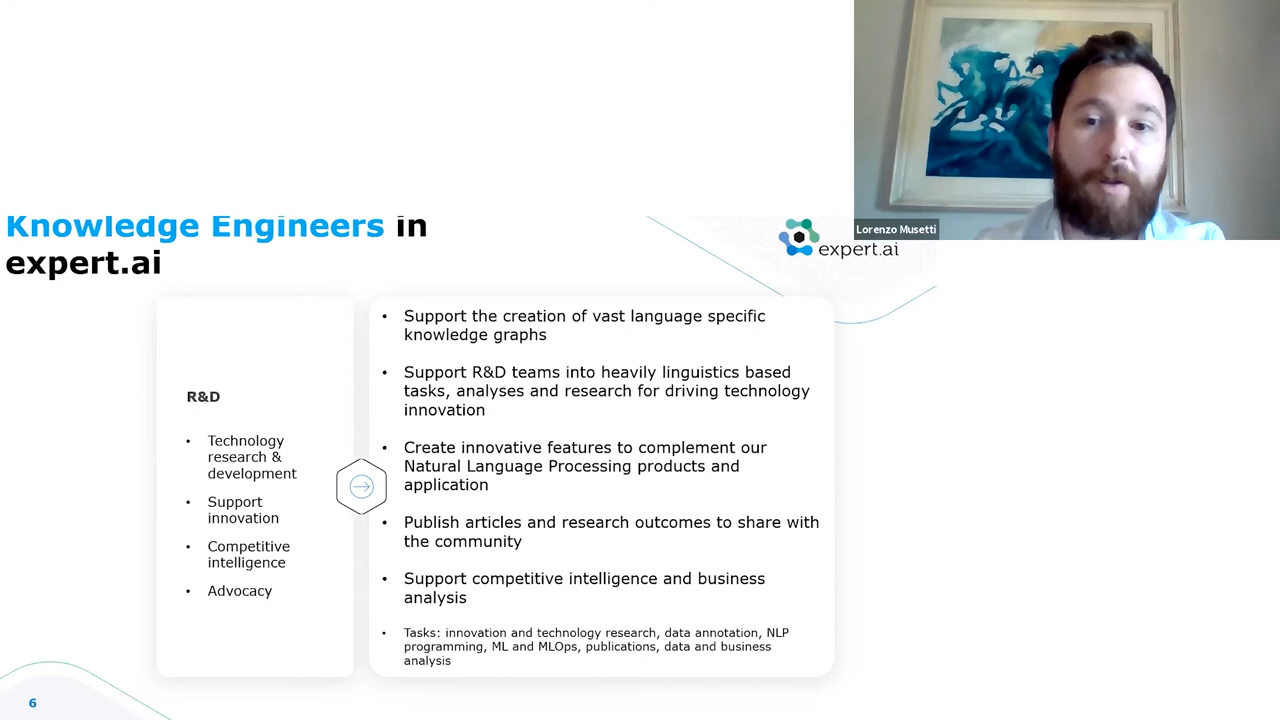 Lorenzo Musetti
Knowledge Engineers in
expert.ai
expert.ai
R&D
• Technology
research &
development
• Support
innovation
• Competitive
intelligence
• Advocacy
• Support the creation of vast language specific
knowledge graphs
• Support R&D teams into heavily linguistics based
tasks, analyses and research for driving technology
innovation
• Create innovative features to complement our
Natural Language Processing products and
application
• Publish articles and research outcomes to share with
the community
• Support competitive intelligence and business
analysis
• Tasks: innovation and technology research, data annotation, NLP
programming, ML and MLOps, publications, data and business
analysis
6